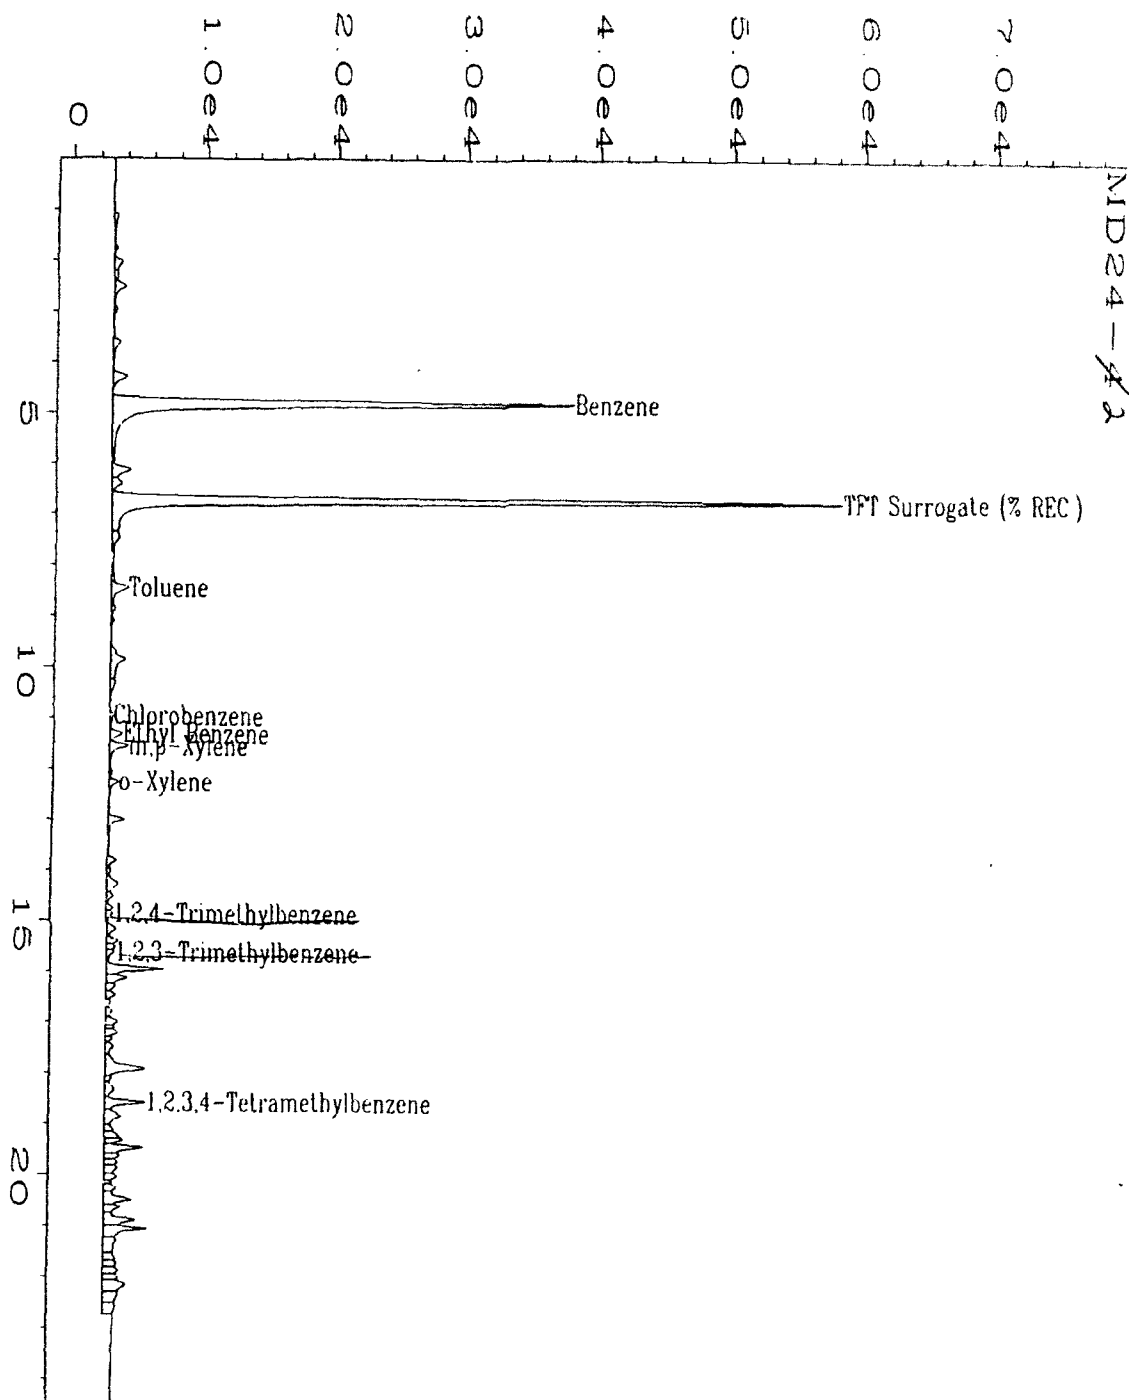 0
1.0e4
2.0e4
3.0e4
4.0e4
5.0e4
6.0e4
7.0e4
MD24-2
5
Benzene
TFT Surrogate (% REC)
Toluene
10
Chlorobenzene
Ethyl Benzene
m,p-Xylene
o-Xylene
15
1,2,4-Trimethylbenzene
1,2,3-Trimethylbenzene
1,2,3,4-Tetramethylbenzene
20